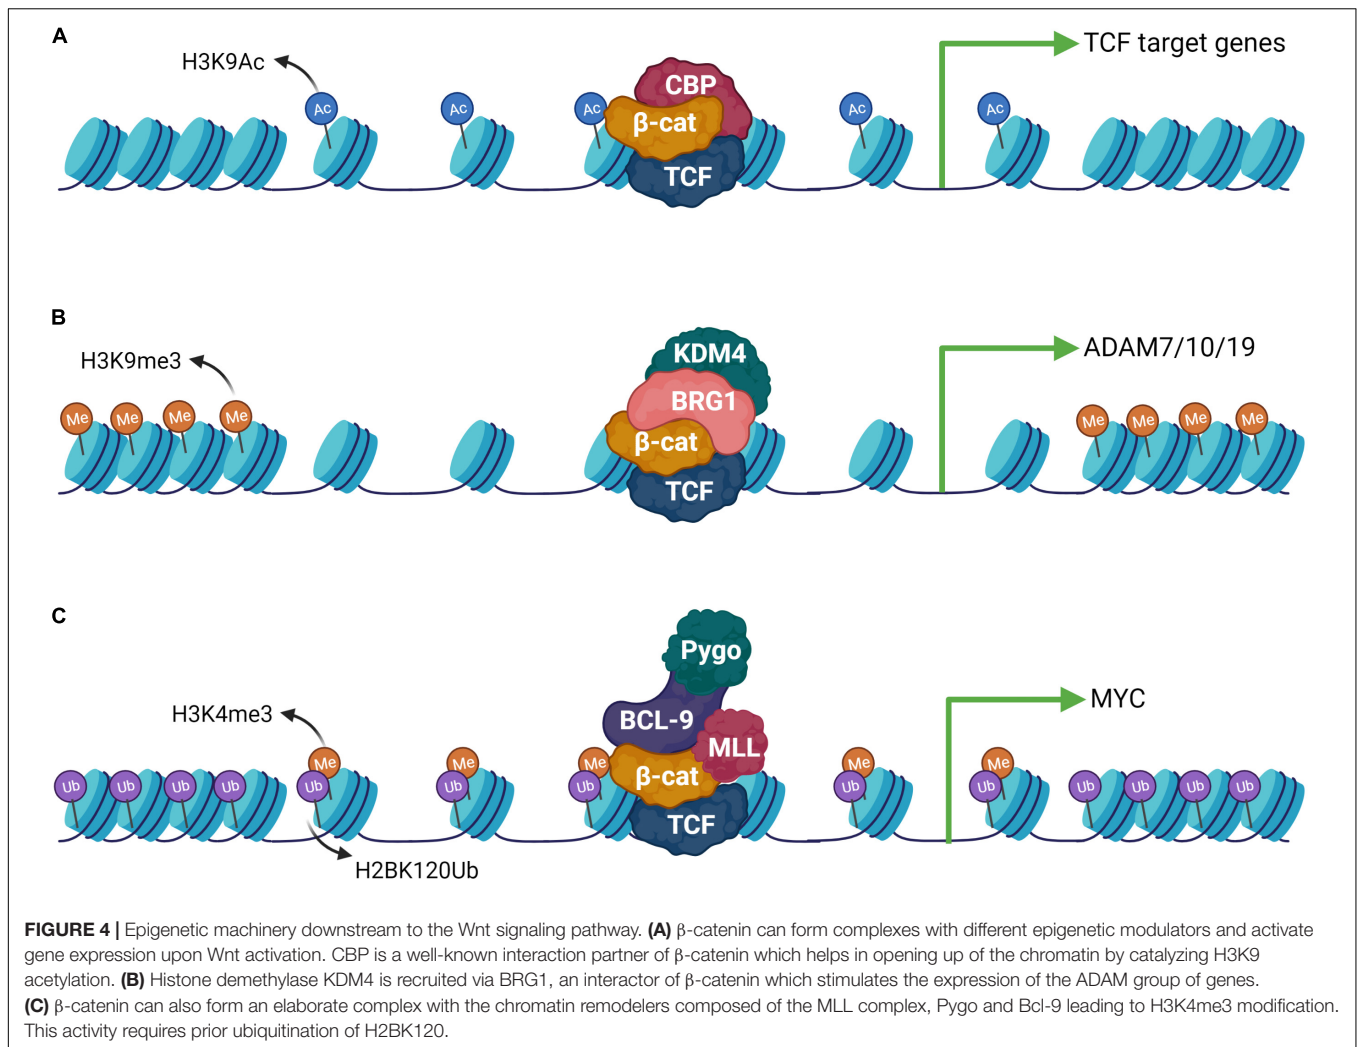 A
H3K9Ac
TCF target genes
Ac
Ac
Ac
CBP
β-cat
TCF
Ac
Ac
B
H3K9me3
ADAM7/10/19
Me
Me
Me
Me
KDM4
BRG1
β-cat
TCF
Me
Me
Me
Me
C
H3K4me3
MYC
Pygo
BCL-9
MLL
β-cat
TCF
Me
Me
Me
Me
Me
Ub
Ub
Ub
Ub
Ub
Ub
Ub
Ub
Ub
Ub
Ub
Ub
Ub
H2BK120Ub
FIGURE 4 | Epigenetic machinery downstream to the Wnt signaling pathway. (A) β-catenin can form complexes with different epigenetic modulators and activate
gene expression upon Wnt activation. CBP is a well-known interaction partner of β-catenin which helps in opening up of the chromatin by catalyzing H3K9
acetylation. (B) Histone demethylase KDM4 is recruited via BRG1, an interactor of β-catenin which stimulates the expression of the ADAM group of genes.
(C) β-catenin can also form an elaborate complex with the chromatin remodelers composed of the MLL complex, Pygo and Bcl-9 leading to H3K4me3 modification.
This activity requires prior ubiquitination of H2BK120.